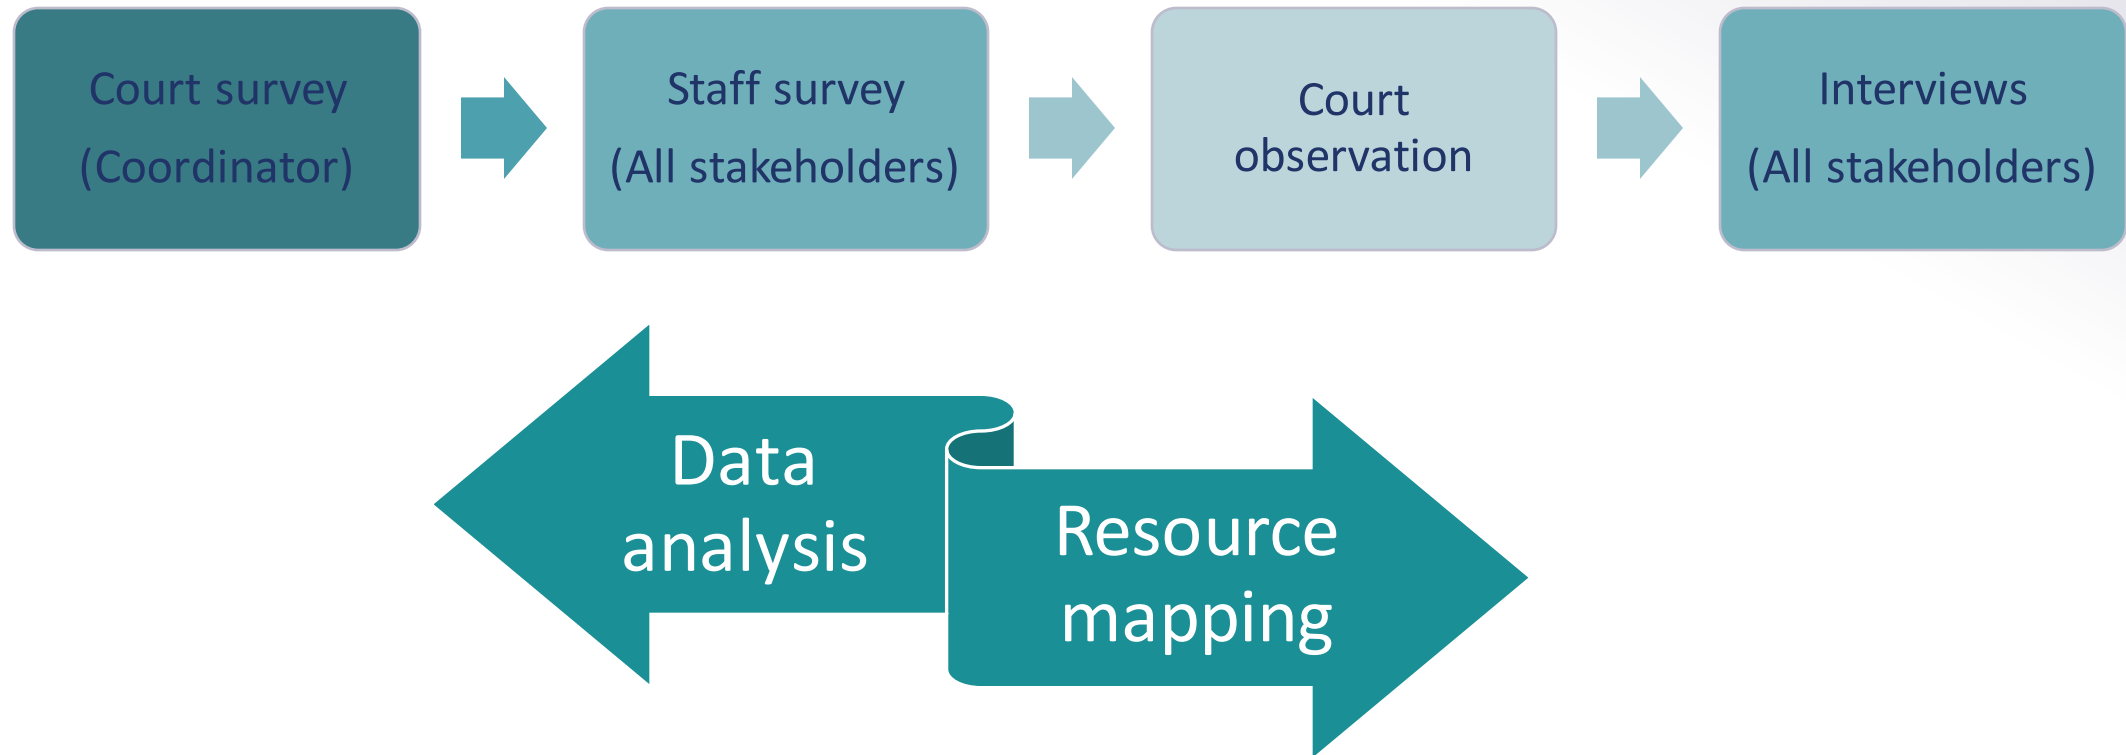 Court survey
(Coordinator)
Staff survey
(All stakeholders)
Court
observation
Interviews
(All stakeholders)
Data
analysis
Resource
mapping